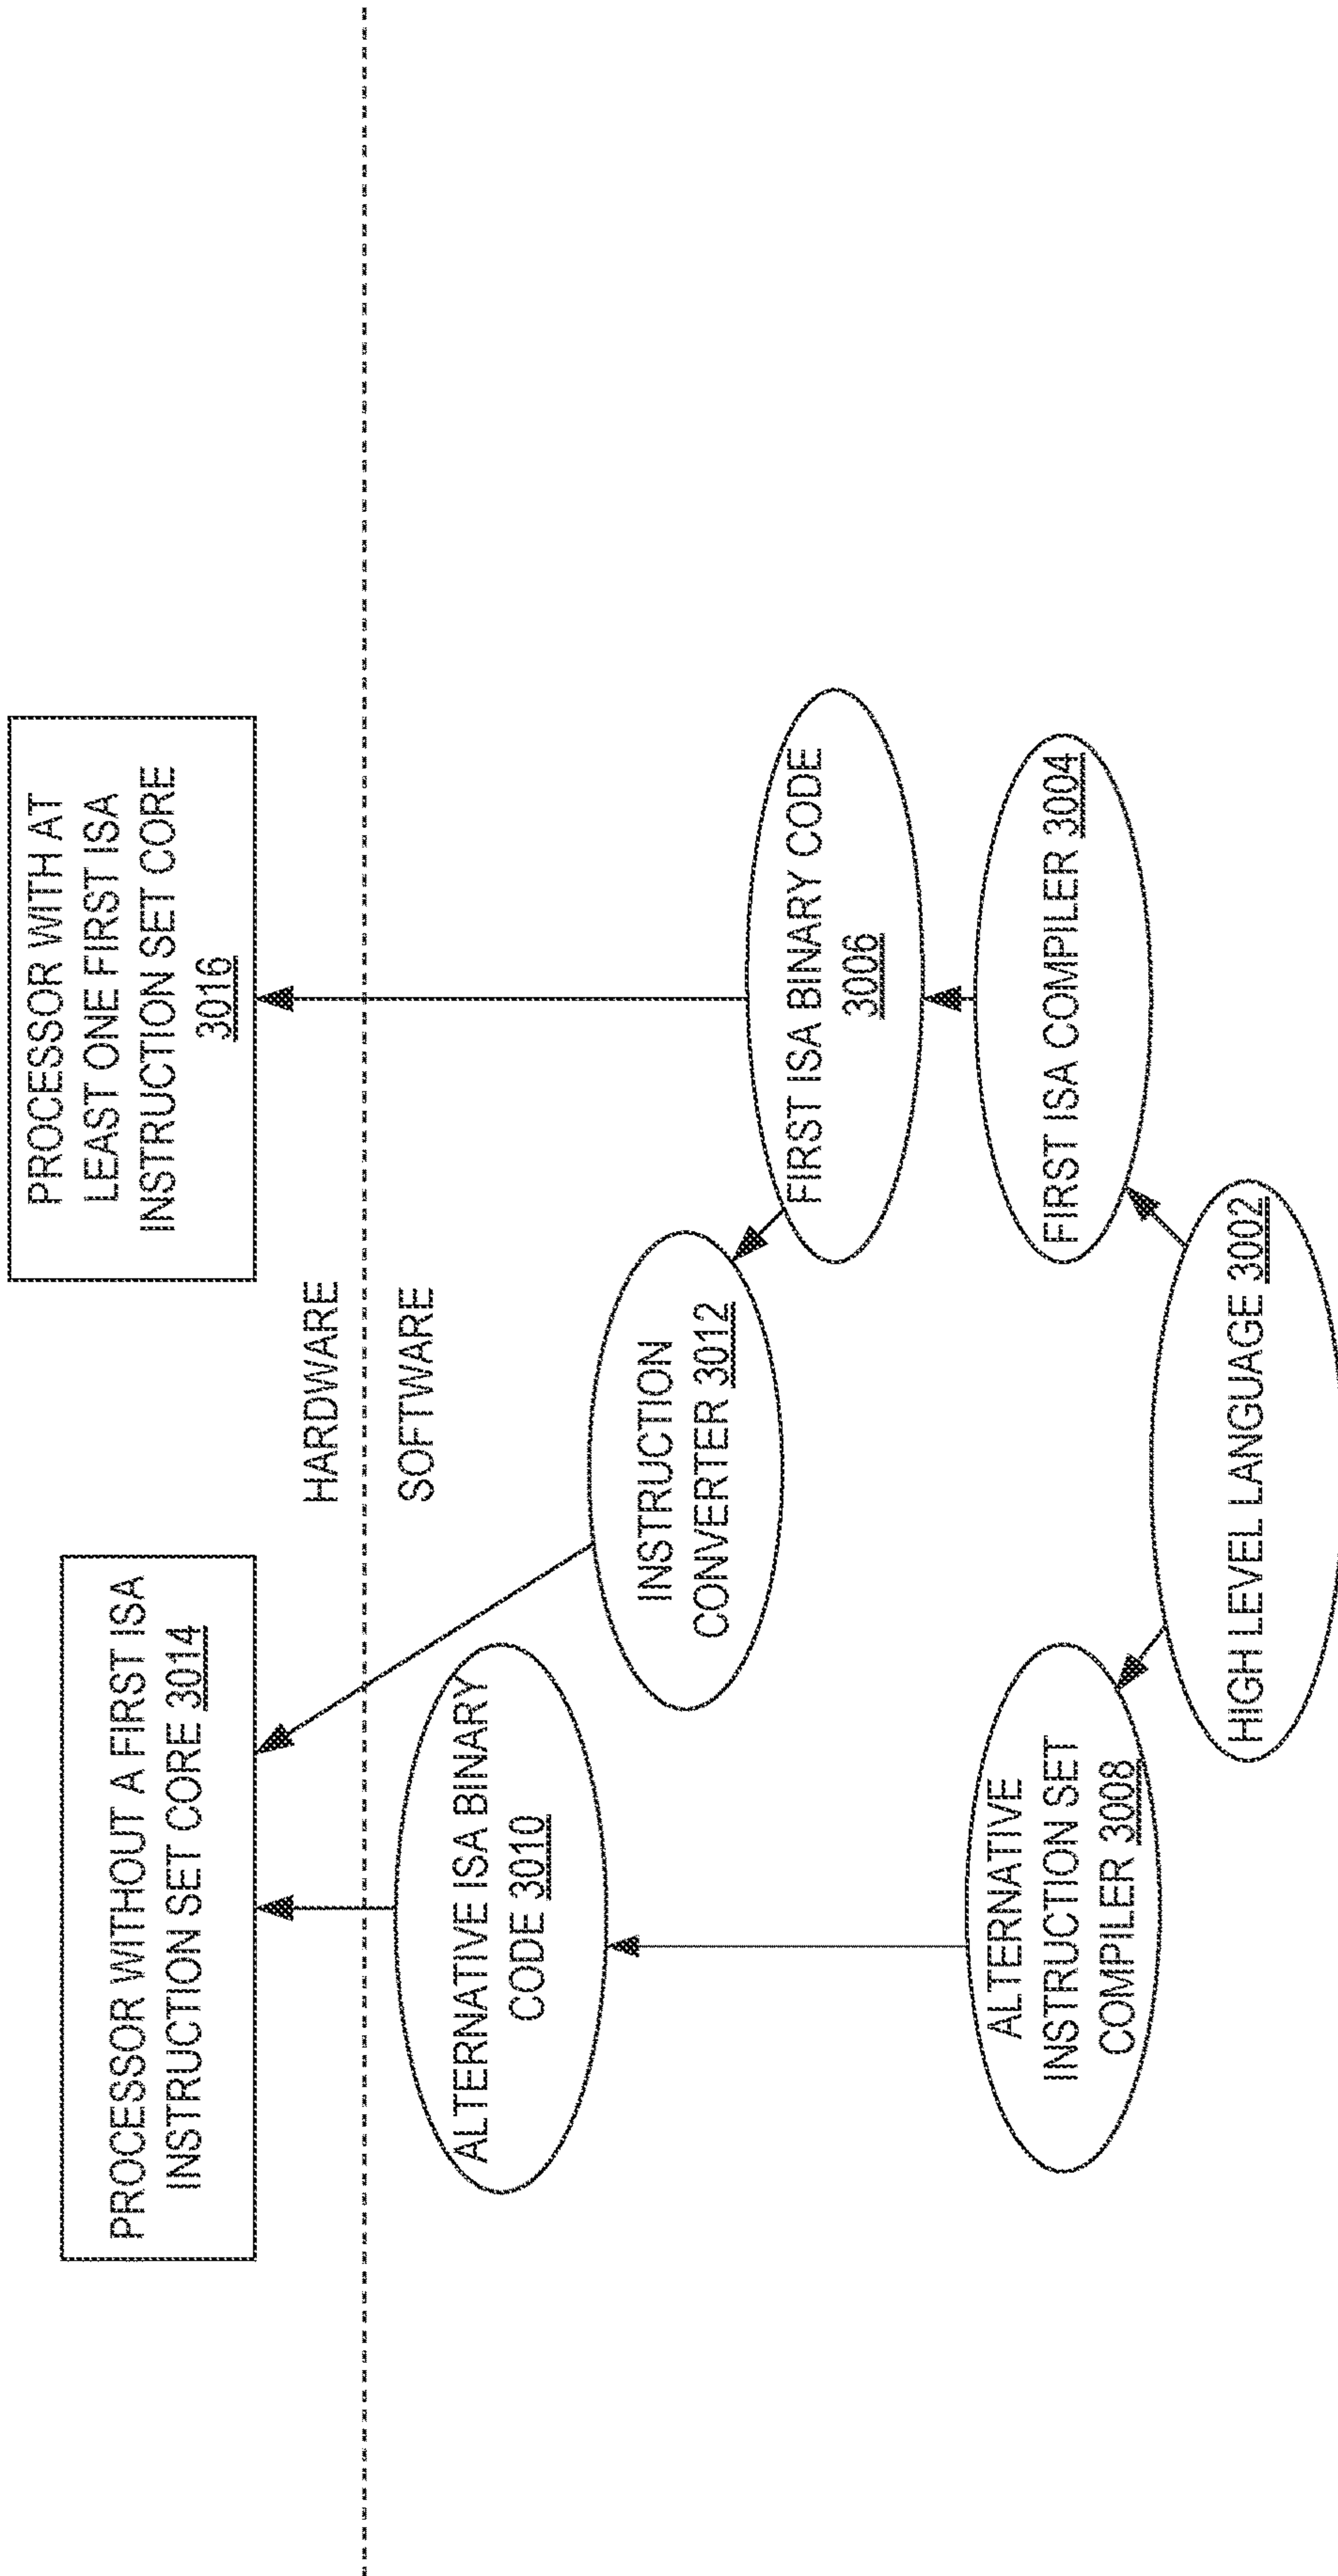 PROCESSOR WITHOUT A FIRST ISA
INSTRUCTION SET CORE 3014
PROCESSOR WITH AT
LEAST ONE FIRST ISA
INSTRUCTION SET CORE
3016
HARDWARE
SOFTWARE
ALTERNATIVE ISA BINARY
CODE 3010
INSTRUCTION
CONVERTER 3012
FIRST ISA BINARY CODE
3006
ALTERNATIVE
INSTRUCTION SET
COMPILER 3008
FIRST ISA COMPILER 3004
HIGH LEVEL LANGUAGE 3002